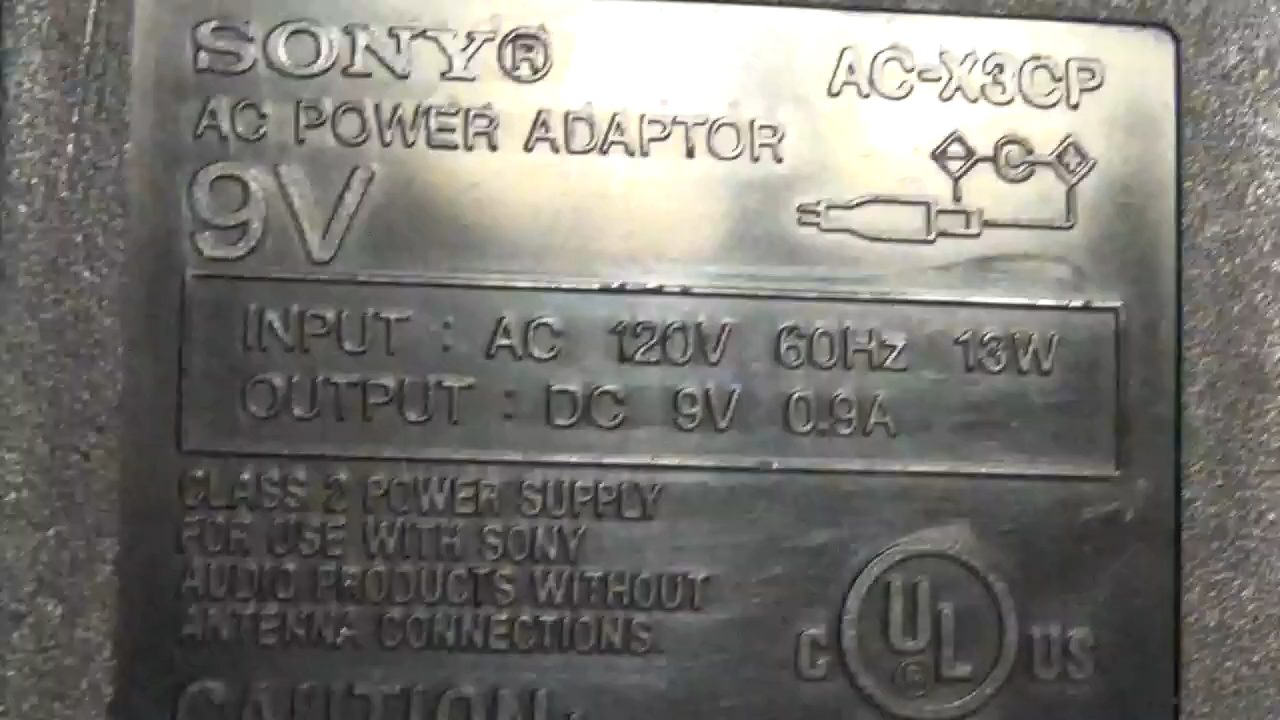 SONY®
AC-X3CP
AC POWER ADAPTOR
9V
INPUT : AC 120V 60Hz 13W
OUTPUT : DC 9V 0.9A
CLASS 2 POWER SUPPLY
FOR USE WITH SONY
AUDIO PRODUCTS WITHOUT
ANTENNA CONNECTIONS.
C UL® US
CAUTION: